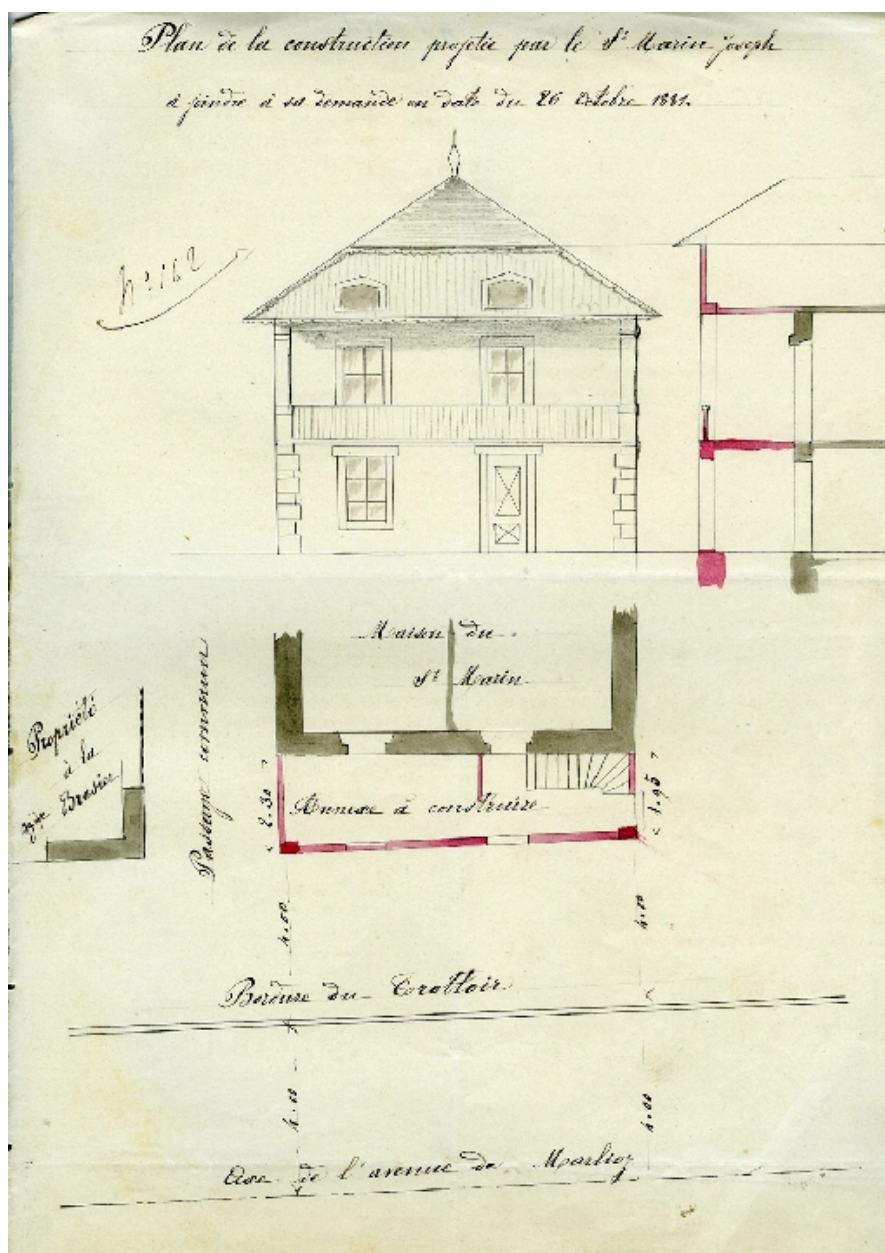 Plan de la construction projetée par le Sr Marin Joseph
à joindre à sa demande en date du 26 Octobre 1881.
No 162
Maison du
Sr Marin
Propriété
à la
Brasier
Passage commun
2.30
Annexe à construire
1.95
4.00
4.00
Bordure du Trottoir
4.00
4.00
Axe de l'avenue de Marlioz